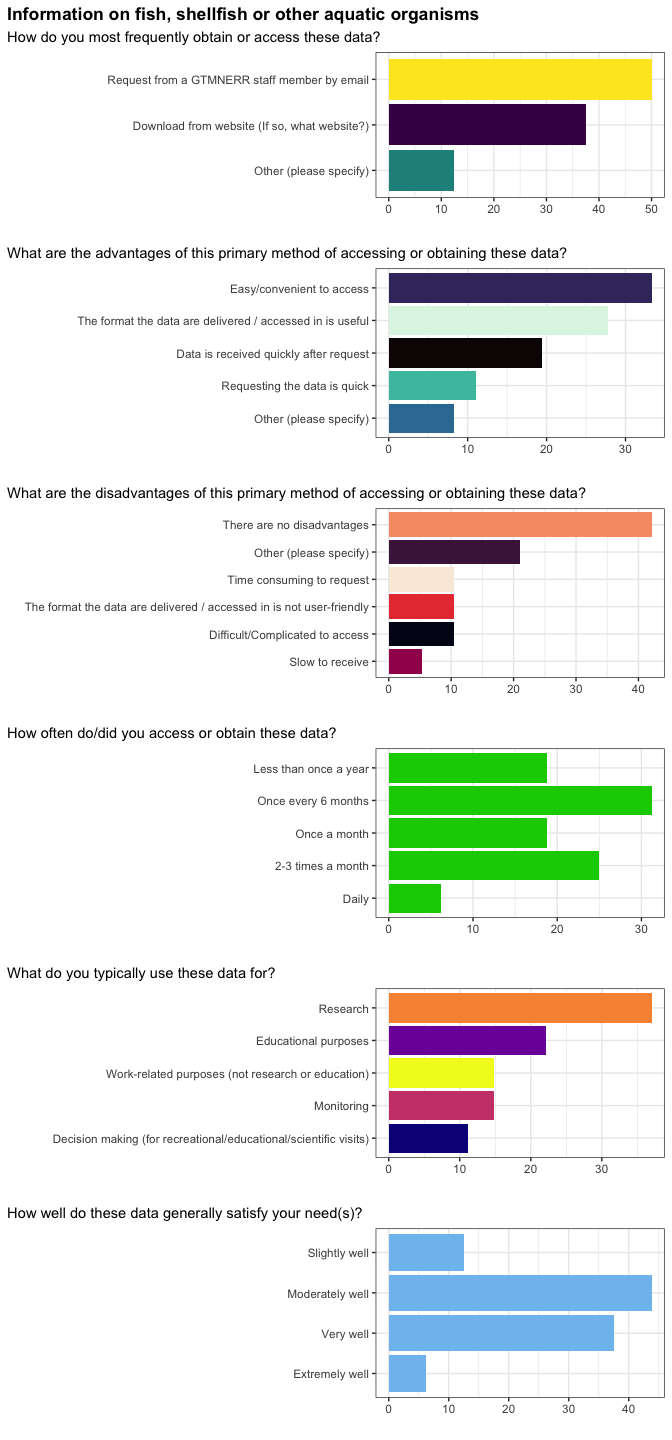 Information on fish, shellfish or other aquatic organisms
How do you most frequently obtain or access these data?
Request from a GTMNERR staff member by email
Download from website (If so, what website?)
Other (please specify)
0 10 20 30 40 50
What are the advantages of this primary method of accessing or obtaining these data?
Easy/convenient to access
The format the data are delivered / accessed in is useful
Data is received quickly after request
Requesting the data is quick
Other (please specify)
0 10 20 30
What are the disadvantages of this primary method of accessing or obtaining these data?
There are no disadvantages
Other (please specify)
Time consuming to request
The format the data are delivered / accessed in is not user-friendly
Difficult/Complicated to access
Slow to receive
0 10 20 30 40
How often do/did you access or obtain these data?
Less than once a year
Once every 6 months
Once a month
2-3 times a month
Daily
0 10 20 30
What do you typically use these data for?
Research
Educational purposes
Work-related purposes (not research or education)
Monitoring
Decision making (for recreational/educational/scientific visits)
0 10 20 30
How well do these data generally satisfy your need(s)?
Slightly well
Moderately well
Very well
Extremely well
0 10 20 30 40